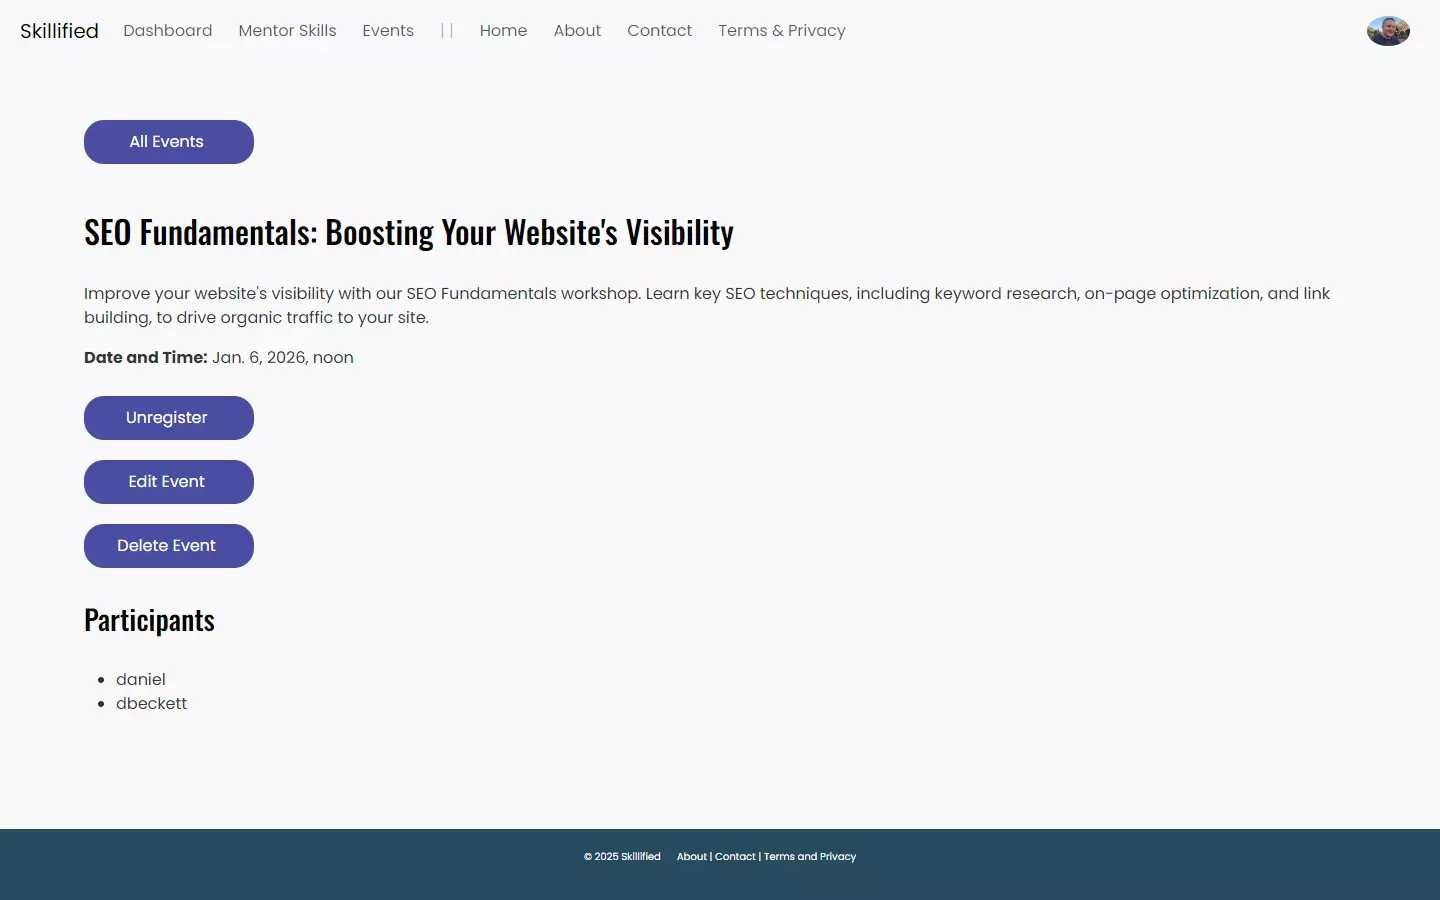 Skillified Dashboard Mentor Skills Events || Home About Contact Terms & Privacy
All Events
SEO Fundamentals: Boosting Your Website's Visibility
Improve your website's visibility with our SEO Fundamentals workshop. Learn key SEO techniques, including keyword research, on-page optimization, and link
building, to drive organic traffic to your site.
Date and Time: Jan. 6, 2026, noon
Unregister
Edit Event
Delete Event
Participants
• daniel
• dbeckett
© 2025 Skillified About | Contact | Terms and Privacy